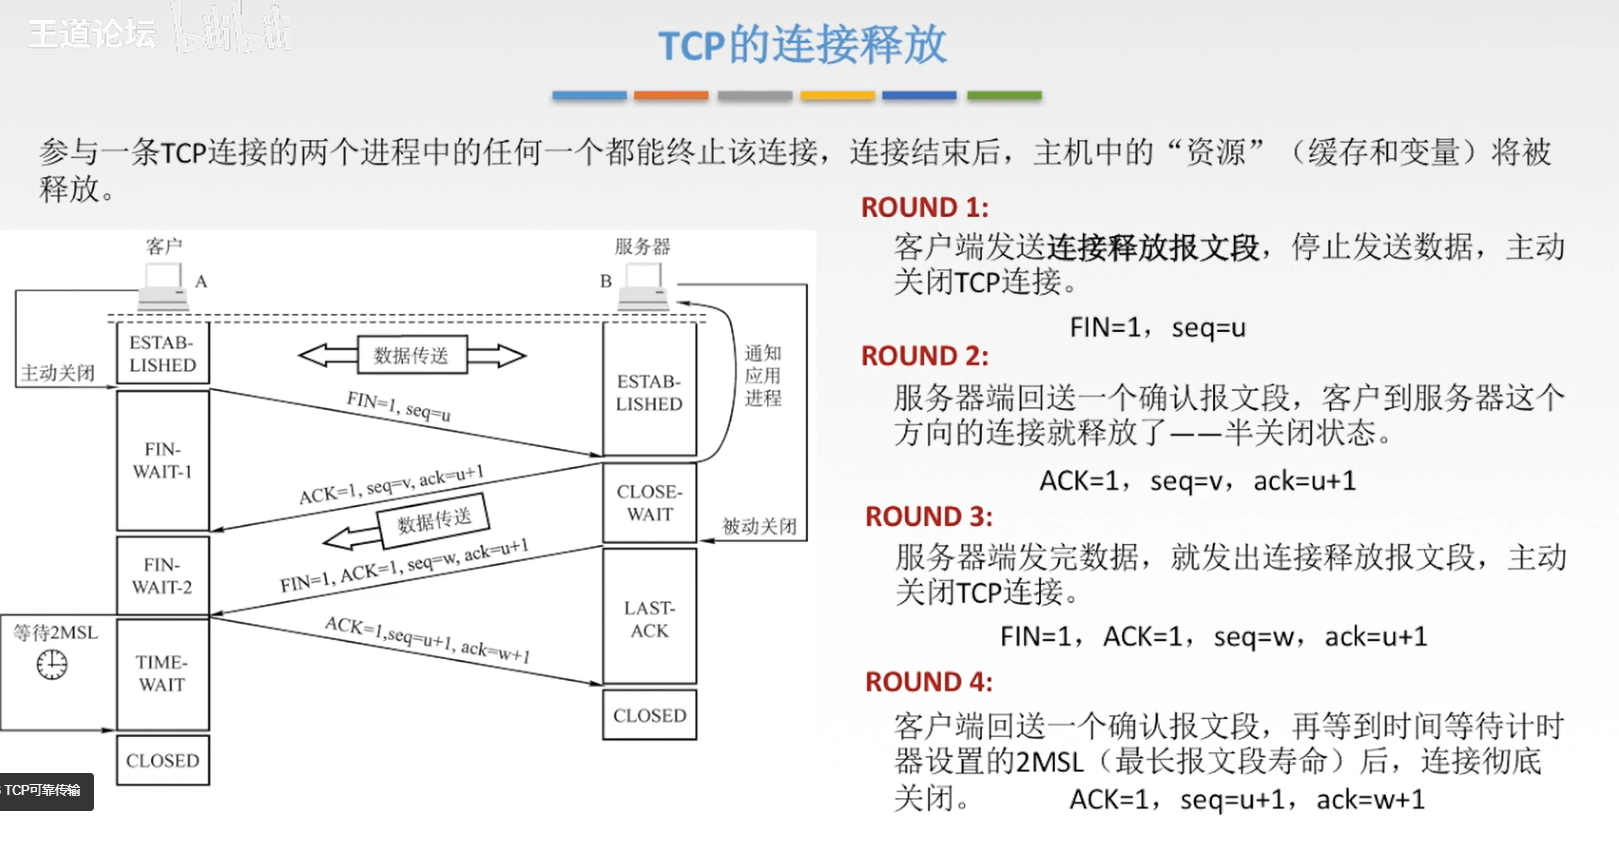 王道论坛 bilibili
TCP的连接释放
参与一条TCP连接的两个进程中的任何一个都能终止该连接，连接结束后，主机中的“资源”（缓存和变量）将被
释放。
客户
A
服务器
B
主动关闭
ESTAB-
LISHED
数据传送
ESTAB-
LISHED
通知
应用
进程
FIN=1, seq=u
FIN-
WAIT-1
ACK=1, seq=v, ack=u+1
CLOSE-
WAIT
数据传送
被动关闭
FIN-
WAIT-2
FIN=1, ACK=1, seq=w, ack=u+1
LAST-
ACK
等待2MSL
ACK=1,seq=u+1, ack=w+1
TIME-
WAIT
CLOSED
CLOSED
TCP可靠传输
ROUND 1:
客户端发送连接释放报文段，停止发送数据，主动
关闭TCP连接。
FIN=1，seq=u
ROUND 2:
服务器端回送一个确认报文段，客户到服务器这个
方向的连接就释放了——半关闭状态。
ACK=1，seq=v，ack=u+1
ROUND 3:
服务器端发完数据，就发出连接释放报文段，主动
关闭TCP连接。
FIN=1，ACK=1，seq=w，ack=u+1
ROUND 4:
客户端回送一个确认报文段，再等到时间等待计时
器设置的2MSL（最长报文段寿命）后，连接彻底
关闭。 ACK=1，seq=u+1，ack=w+1